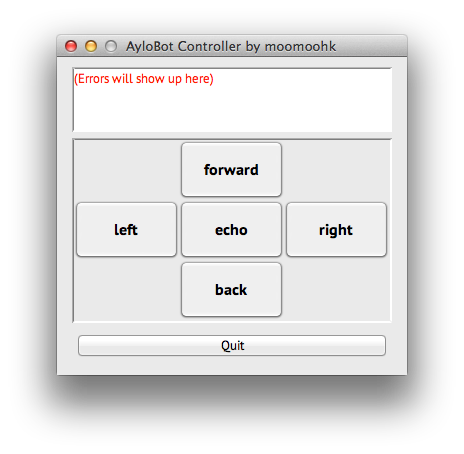 AyloBot Controller by moomoohk
(Errors will show up here)
forward
left echo right
back
Quit